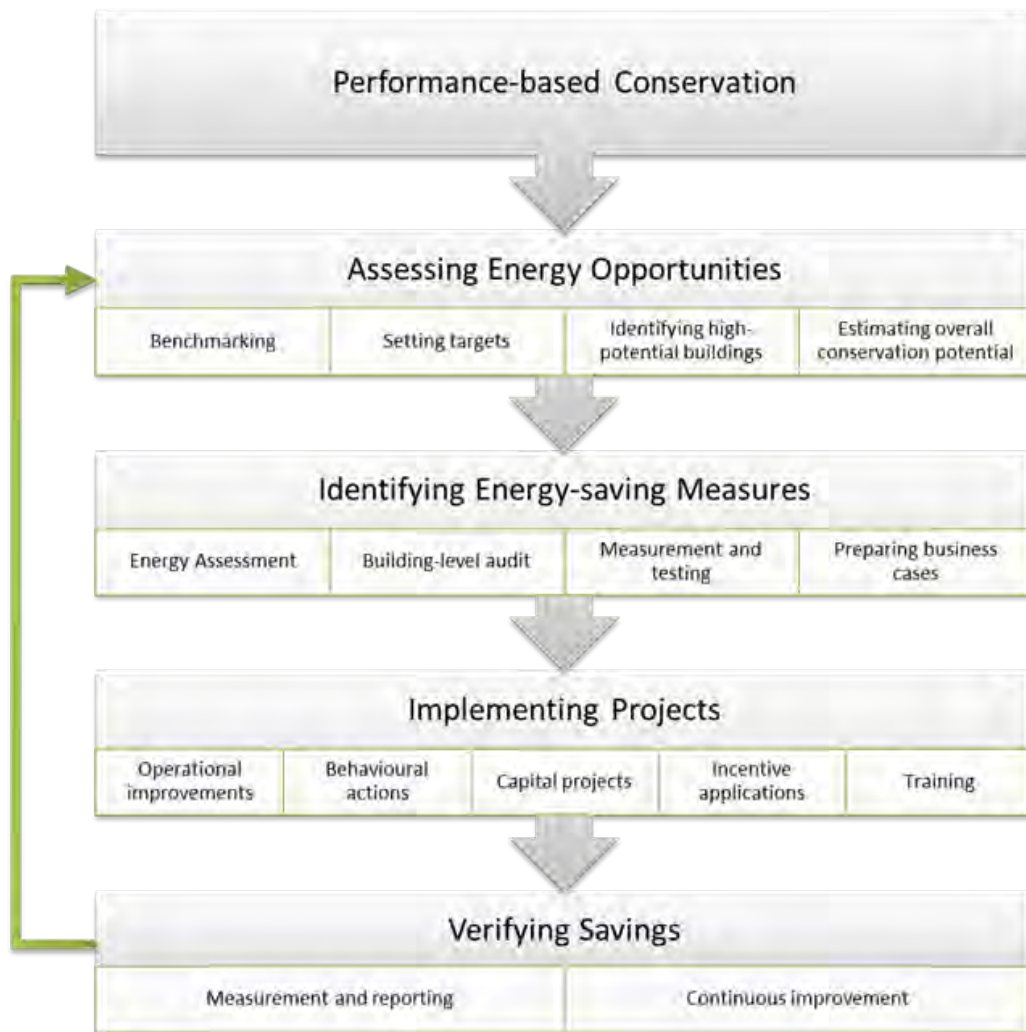 Performance-based Conservation
Assessing Energy Opportunities
Benchmarking
Setting targets
Identifying high-
potential buildings
Estimating overall
conservation potential
Identifying Energy-saving Measures
Energy Assessment
Building-level audit
Measurement and
testing
Preparing business
cases
Implementing Projects
Operational
improvements
Behavioural
actions
Capital projects
Incentive
applications
Training
Verifying Savings
Measurement and reporting
Continuous improvement